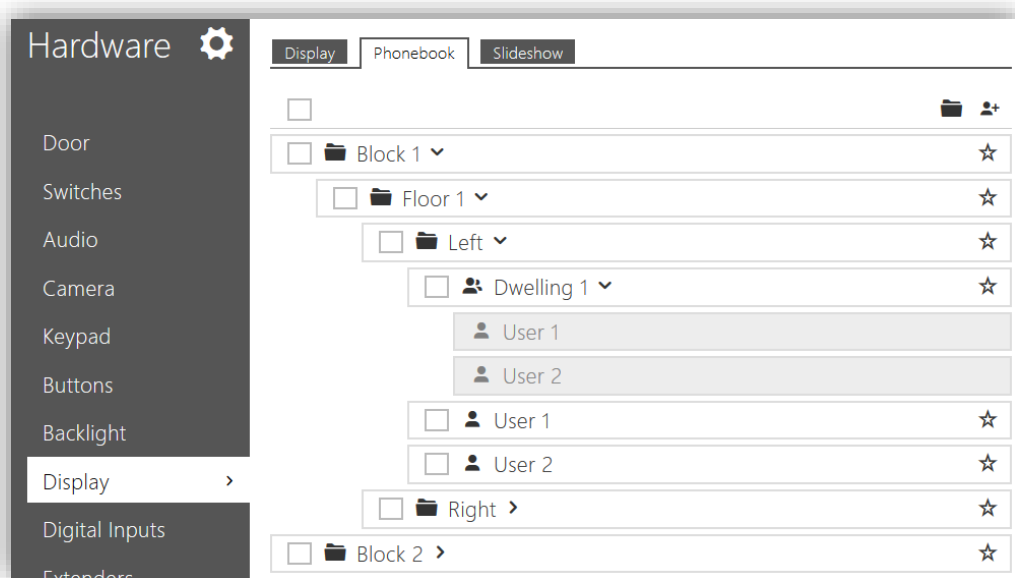 Hardware
Door
Switches
Audio
Camera
Keypad
Buttons
Backlight
Display
Digital Inputs
Extenders
Display Phonebook Slideshow
Block 1
Floor 1
Left
Dwelling 1
User 1
User 2
User 1
User 2
Right
Block 2